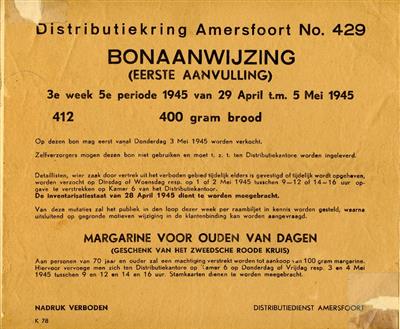 Distributiekring Amersfoort No. 429
BONAANWIJZING
(EERSTE AANVULLING)
3e week 5e periode 1945 van 29 April t.m. 5 Mei 1945
412 400 gram brood
Op dezen bon mag eerst vanaf Donderdag 3 Mei 1945 worden verkocht.
Zelfverzorgers mogen dezen bon niet gebruiken en moet t. z. t. ten Distributiekantore worden ingeleverd.
Detaillisten, wier zaak door vertrek uit het verboden gebied tijdelijk elders is gevestigd of tijdelijk wordt opgeheven,
worden verzocht op Dinsdag of Woensdag resp. op 1 of 2 Mei 1945 tusschen 9—12 of 14—16 uur op-
gave te verstrekken op Kamer 6 van het Distributiekantoor.
De inventarisatiestaat van 28 April 1945 dient te worden meegebracht.
Van deze mutaties zal het publiek in den loop dezer week per raambiljet in kennis worden gesteld, waarna
uitsluitend op gegronde motieven wijziging in de klantenbinding kan worden aangevraagd.
MARGARINE VOOR OUDEN VAN DAGEN
(GESCHENK VAN HET ZWEEDSCHE ROODE KRUIS)
Aan personen van 70 jaar en ouder zal een machtiging verstrekt worden tot aankoop van 100 gram margarine.
Hiervoor vervoege men zich ten Distributiekantore op Kamer 6 op Donderdag of Vrijdag resp. 3 en 4 Mei
1945 tusschen 9 en 12 en 14 en 16 uur. Stamkaarten dienen te worden meegebracht.
NADRUK VERBODEN DISTRIBUTIEDIENST AMERSFOORT
K 78